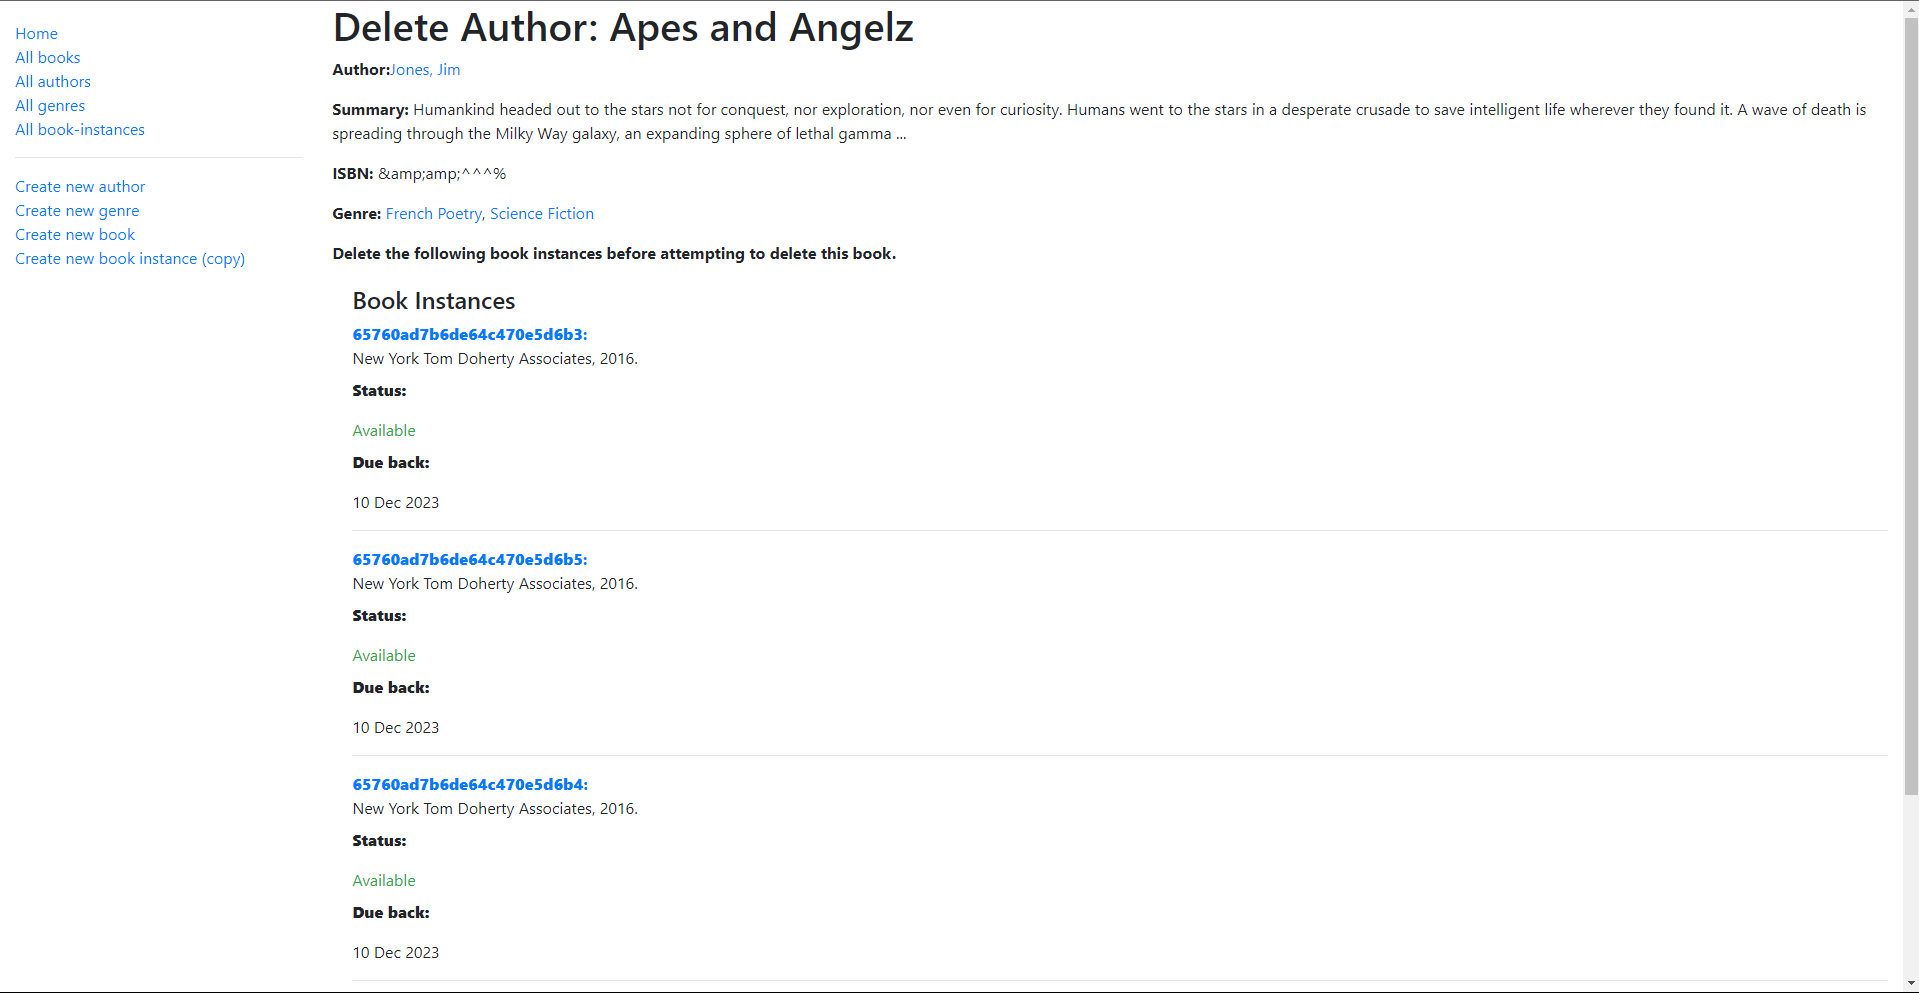 Home
All books
All authors
All genres
All book-instances
Create new author
Create new genre
Create new book
Create new book instance (copy)
Delete Author: Apes and Angelz
Author:Jones, Jim
Summary: Humankind headed out to the stars not for conquest, nor exploration, nor even for curiosity. Humans went to the stars in a desperate crusade to save intelligent life wherever they found it. A wave of death is
spreading through the Milky Way galaxy, an expanding sphere of lethal gamma ...
ISBN: &amp;amp;^^^%
Genre: French Poetry, Science Fiction
Delete the following book instances before attempting to delete this book.
Book Instances
65760ad7b6de64c470e5d6b3:
New York Tom Doherty Associates, 2016.
Status:
Available
Due back:
10 Dec 2023
65760ad7b6de64c470e5d6b5:
New York Tom Doherty Associates, 2016.
Status:
Available
Due back:
10 Dec 2023
65760ad7b6de64c470e5d6b4:
New York Tom Doherty Associates, 2016.
Status:
Available
Due back:
10 Dec 2023